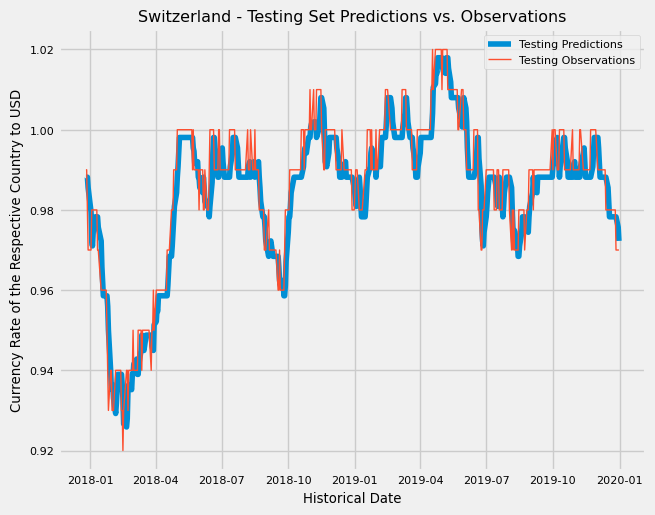 Switzerland - Testing Set Predictions vs. Observations
Testing Predictions
Testing Observations
Currency Rate of the Respective Country to USD
1.02
1.00
0.98
0.96
0.94
0.92
2018-01 2018-04 2018-07 2018-10 2019-01 2019-04 2019-07 2019-10 2020-01
Historical Date